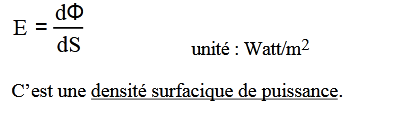 E = dΦ/dS
unité : Watt/m2
C'est une densité surfacique de puissance.